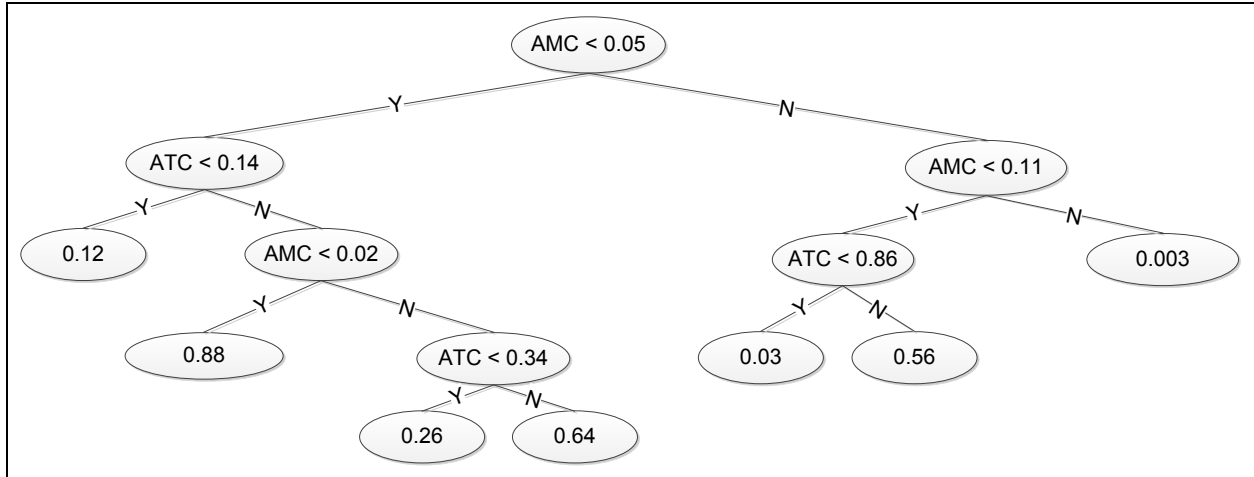 AMC < 0.05
Y
N
ATC < 0.14
AMC < 0.11
Y
N
Y
N
0.12
AMC < 0.02
ATC < 0.86
0.003
Y
N
Y
N
0.88
ATC < 0.34
0.03
0.56
Y
N
0.26
0.64